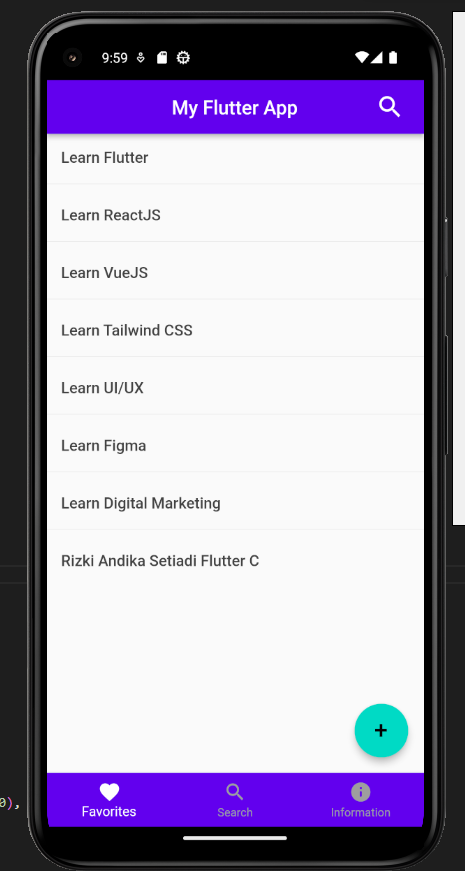 9:59
My Flutter App
Learn Flutter
Learn ReactJS
Learn VueJS
Learn Tailwind CSS
Learn UI/UX
Learn Figma
Learn Digital Marketing
Rizki Andika Setiadi Flutter C
+
Favorites Search Information
0),